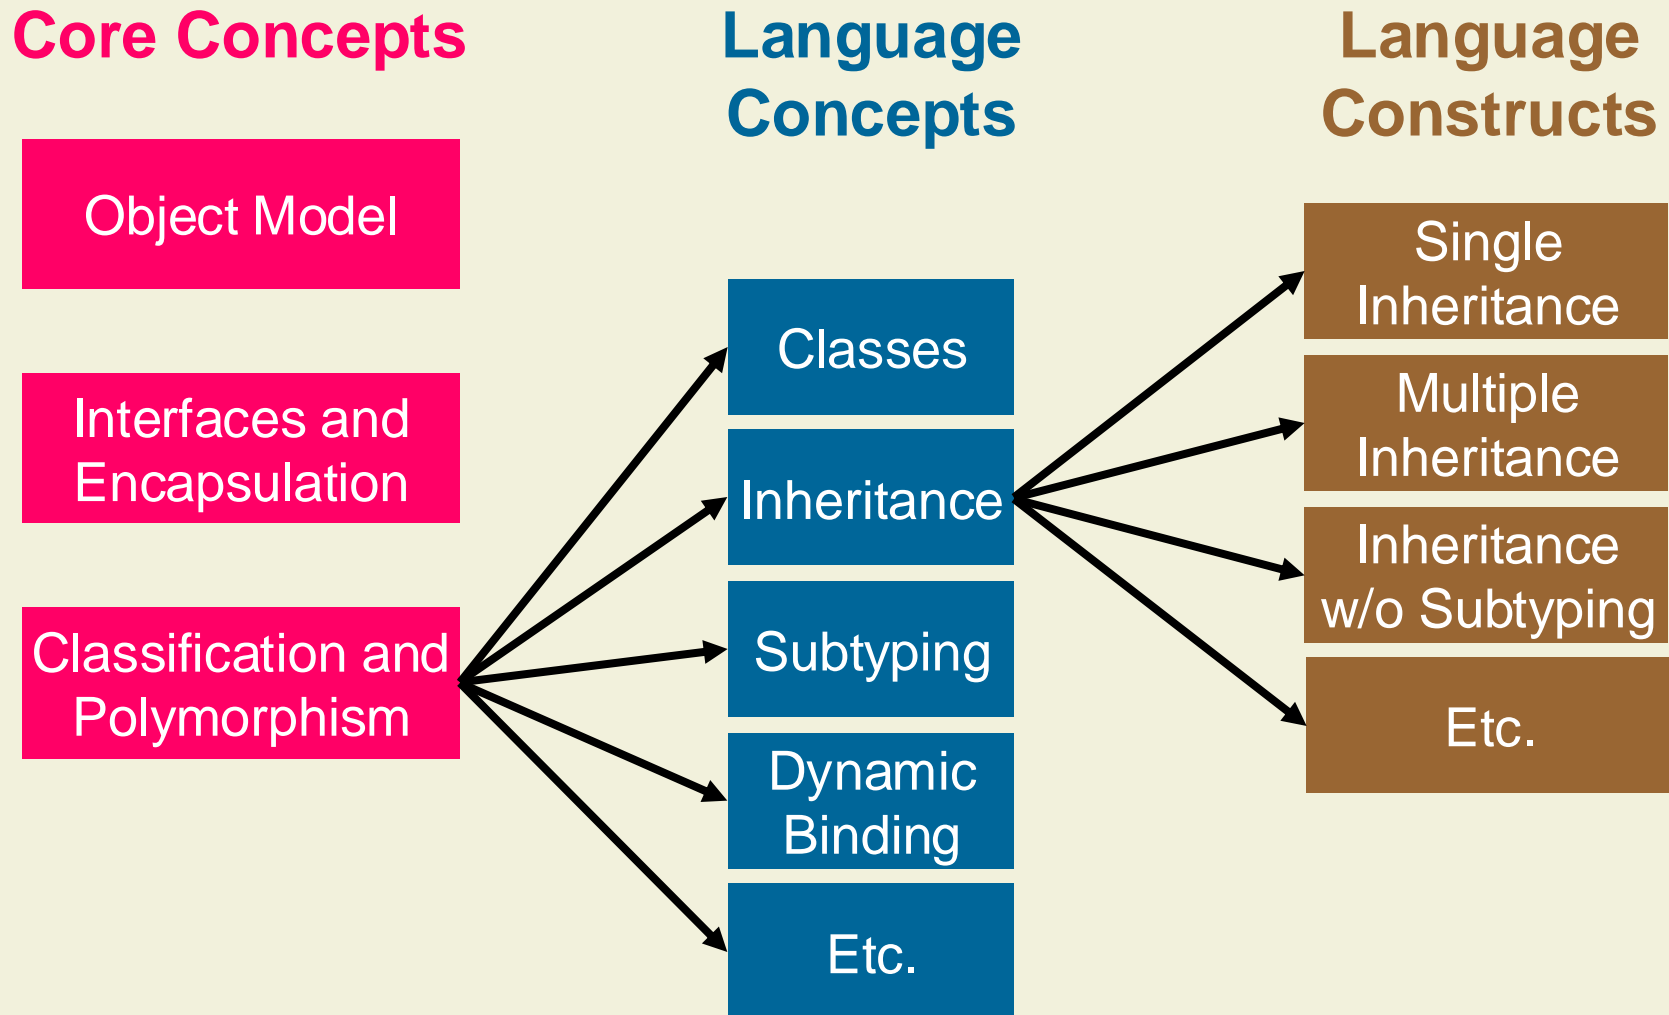 Core Concepts
Language
Concepts
Language
Constructs
Object Model
Interfaces and
Encapsulation
Classification and
Polymorphism
Classes
Inheritance
Subtyping
Dynamic
Binding
Etc.
Single
Inheritance
Multiple
Inheritance
Inheritance
w/o Subtyping
Etc.